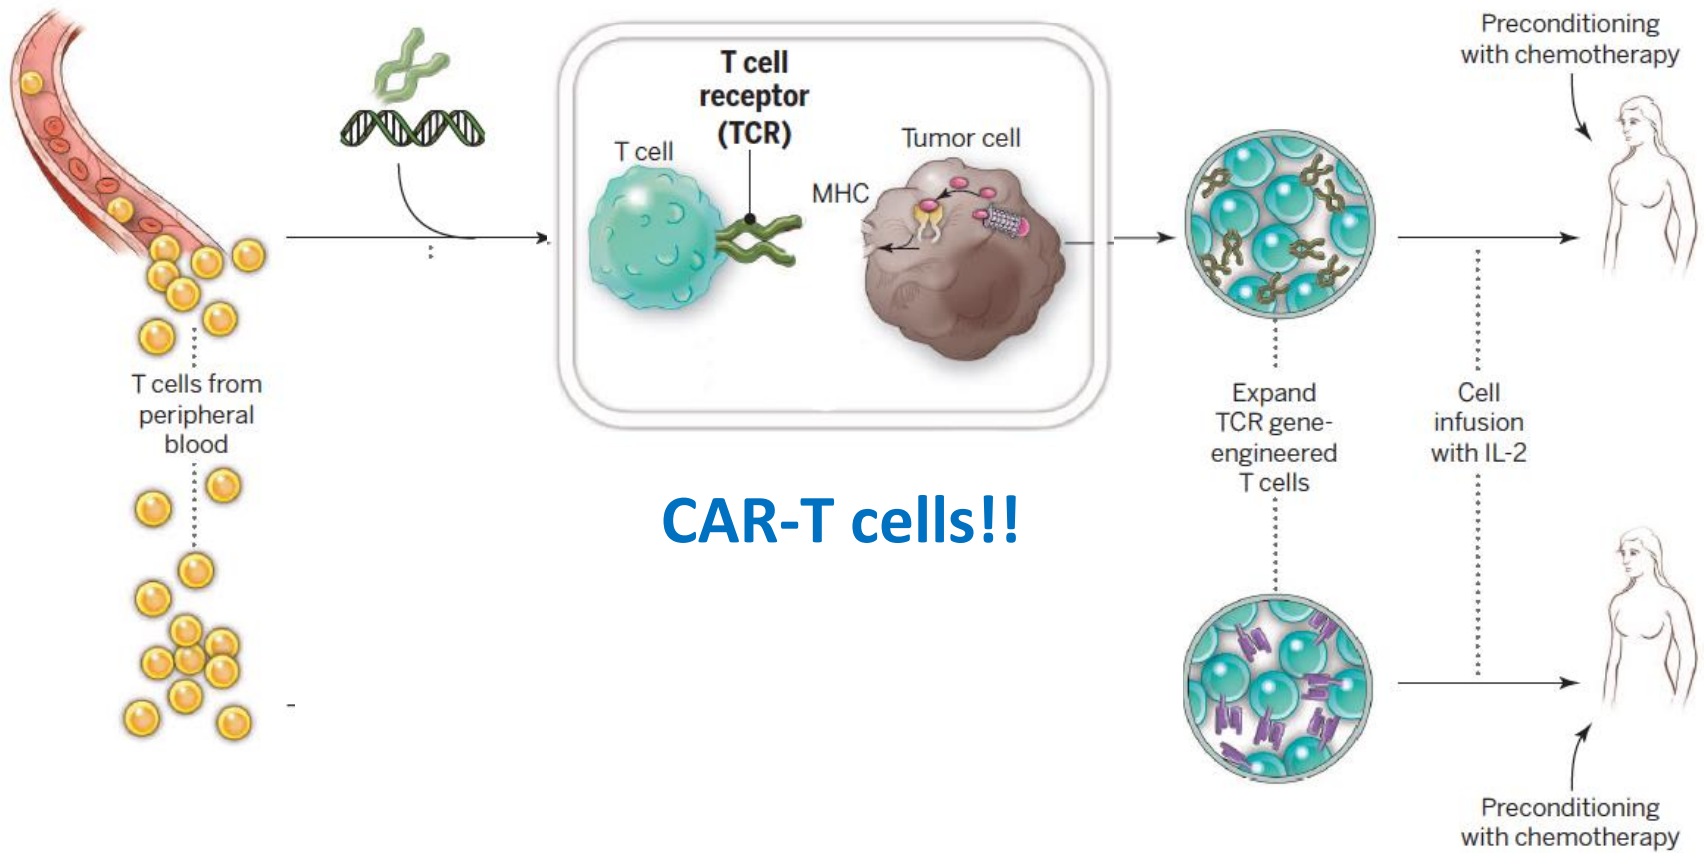 Preconditioning
with chemotherapy
T cell
receptor
(TCR)
T cell
Tumor cell
MHC
T cells from
peripheral
blood
Expand
TCR gene-
engineered
T cells
Cell
infusion
with IL-2
CAR-T cells!!
Preconditioning
with chemotherapy